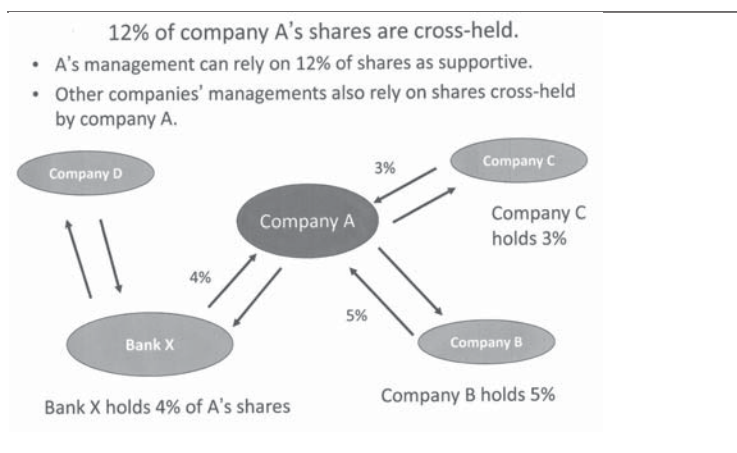 12% of company A's shares are cross-held.
• A's management can rely on 12% of shares as supportive.
• Other companies' managements also rely on shares cross-held
by company A.
Company D
3%
Company C
Company A
Company C
holds 3%
4%
5%
Bank X
Company B
Bank X holds 4% of A's shares
Company B holds 5%